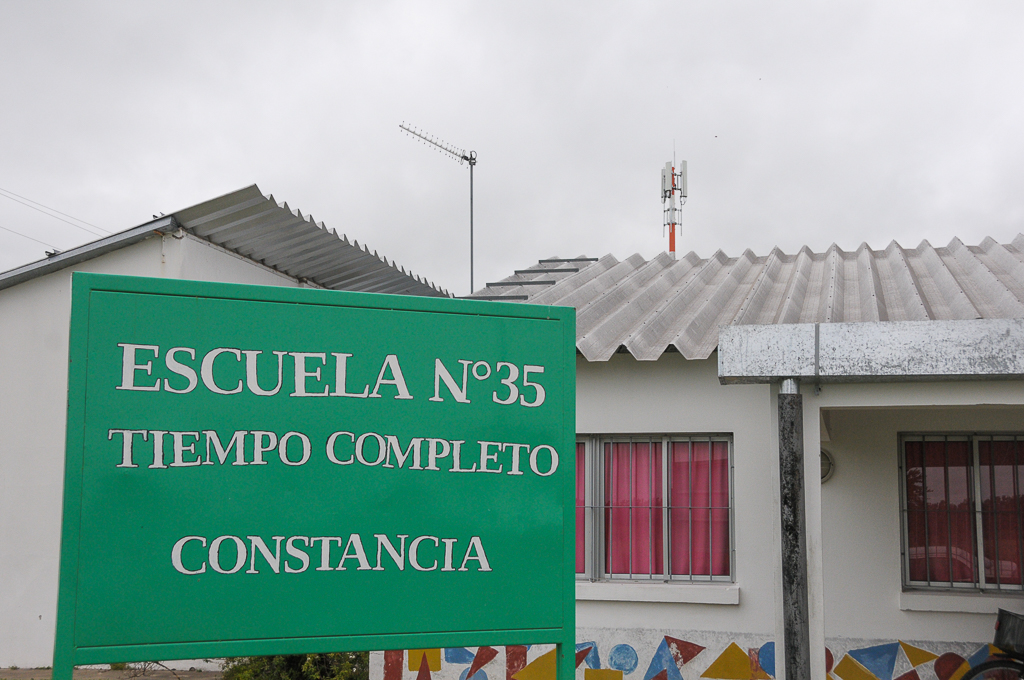 ESCUELA N°35
TIEMPO COMPLETO
CONSTANCIA